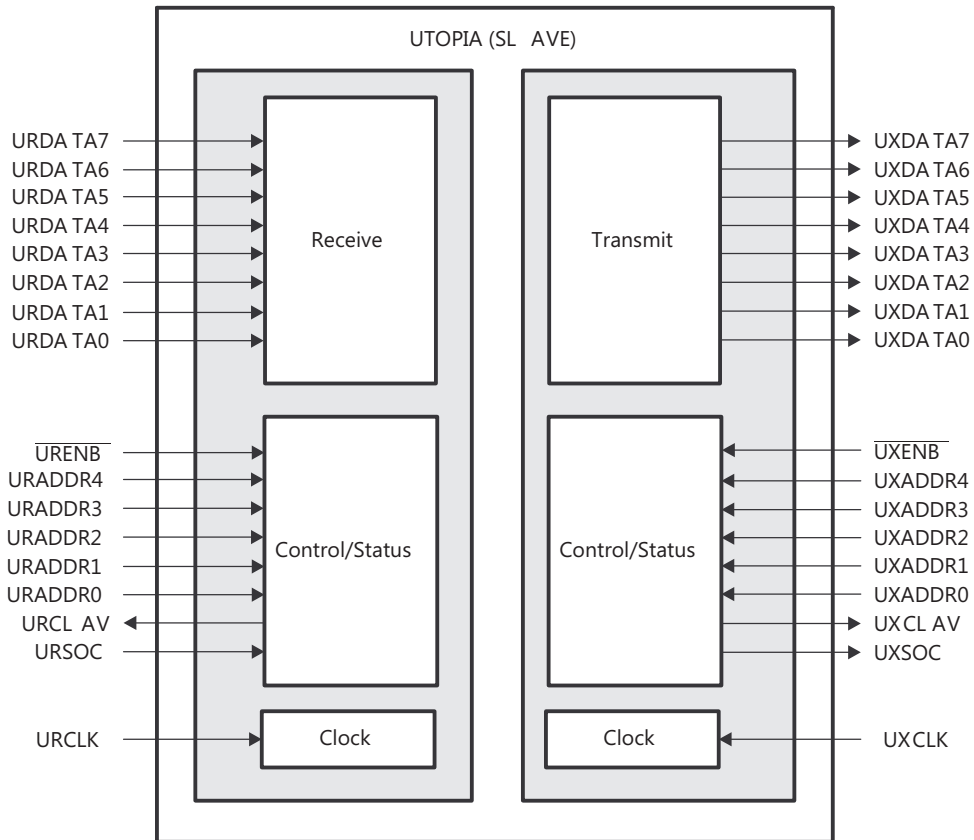 UTOPIA (SL AVE)
URDA TA7
URDA TA6
URDA TA5
URDA TA4
URDA TA3
URDA TA2
URDA TA1
URDA TA0
Receive
Transmit
UXDA TA7
UXDA TA6
UXDA TA5
UXDA TA4
UXDA TA3
UXDA TA2
UXDA TA1
UXDA TA0
URENB
URADDR4
URADDR3
URADDR2
URADDR1
URADDR0
URCL AV
URSOC
Control/Status
Control/Status
UXENB
UXADDR4
UXADDR3
UXADDR2
UXADDR1
UXADDR0
UXCL AV
UXSOC
URCLK
Clock
Clock
UXCLK